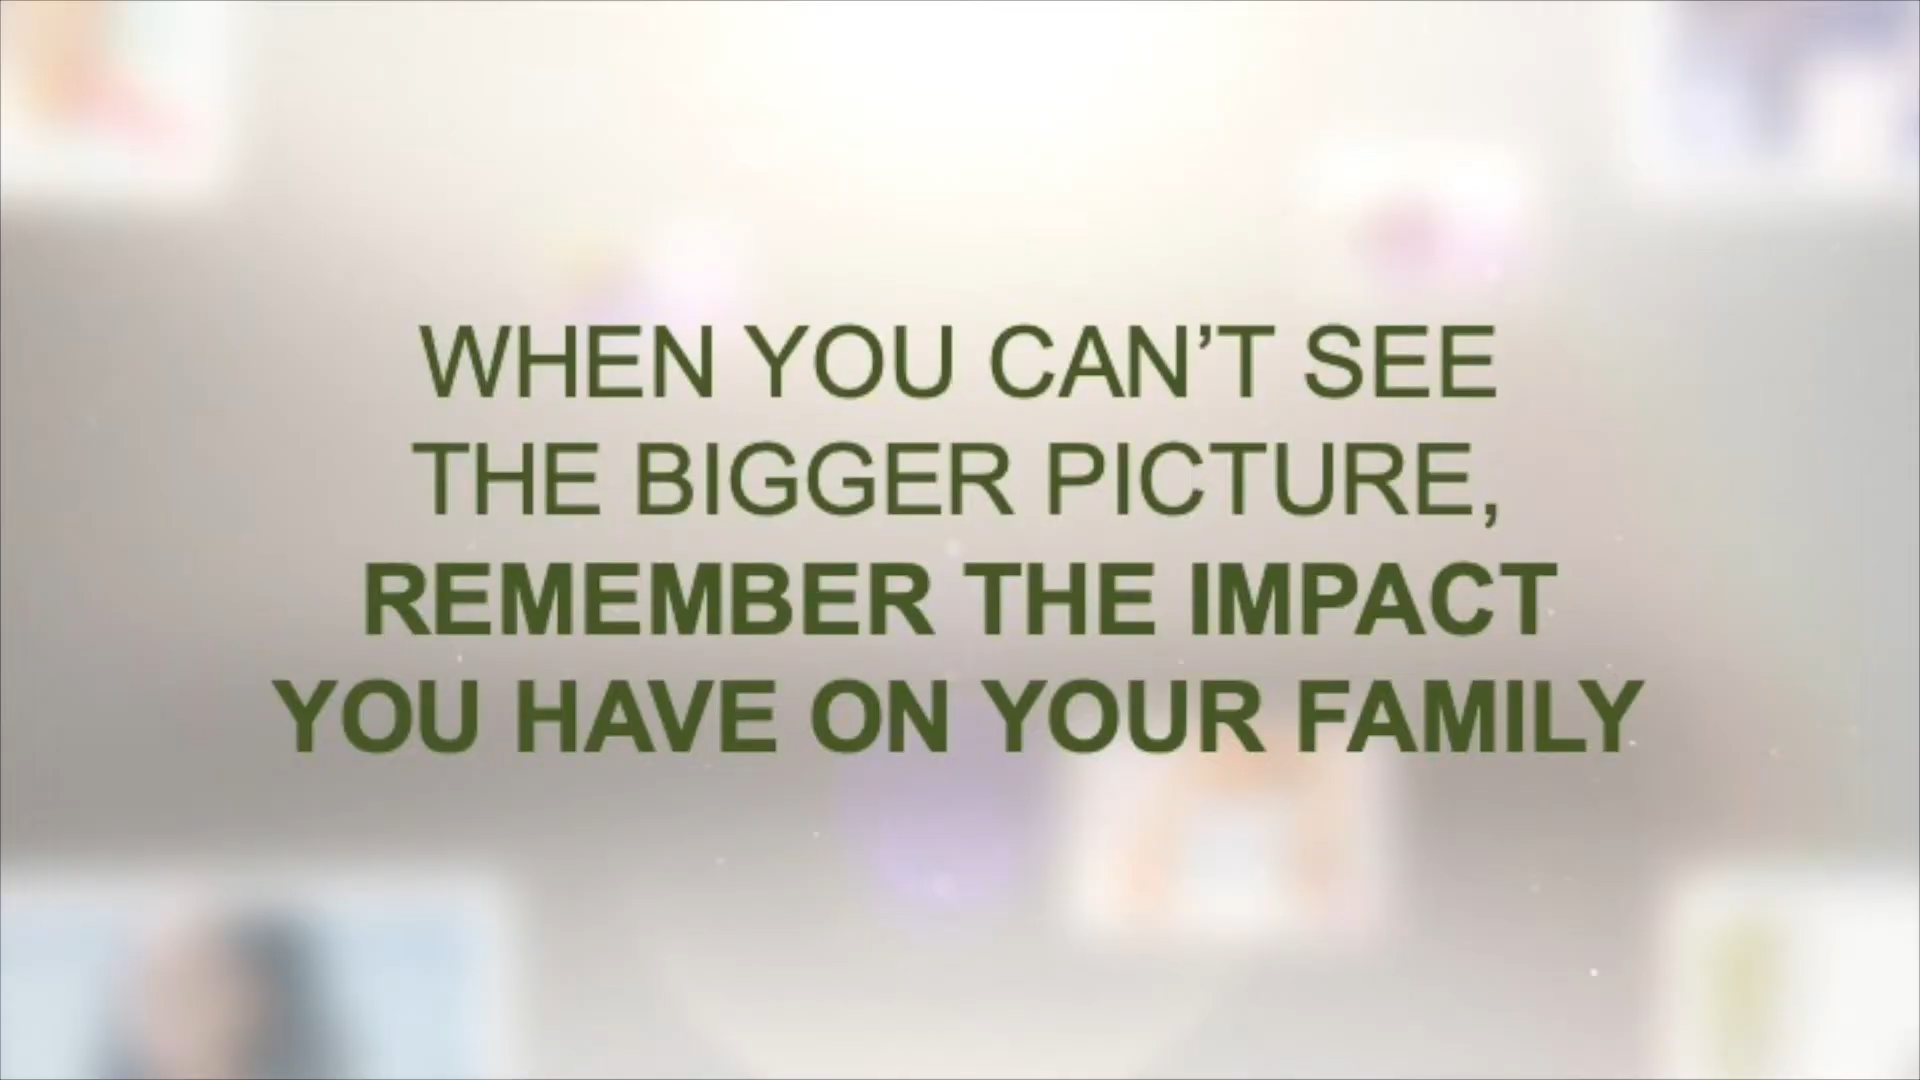 WHEN YOU CAN’T SEE
THE BIGGER PICTURE,
REMEMBER THE IMPACT
YOU HAVE ON YOUR FAMILY